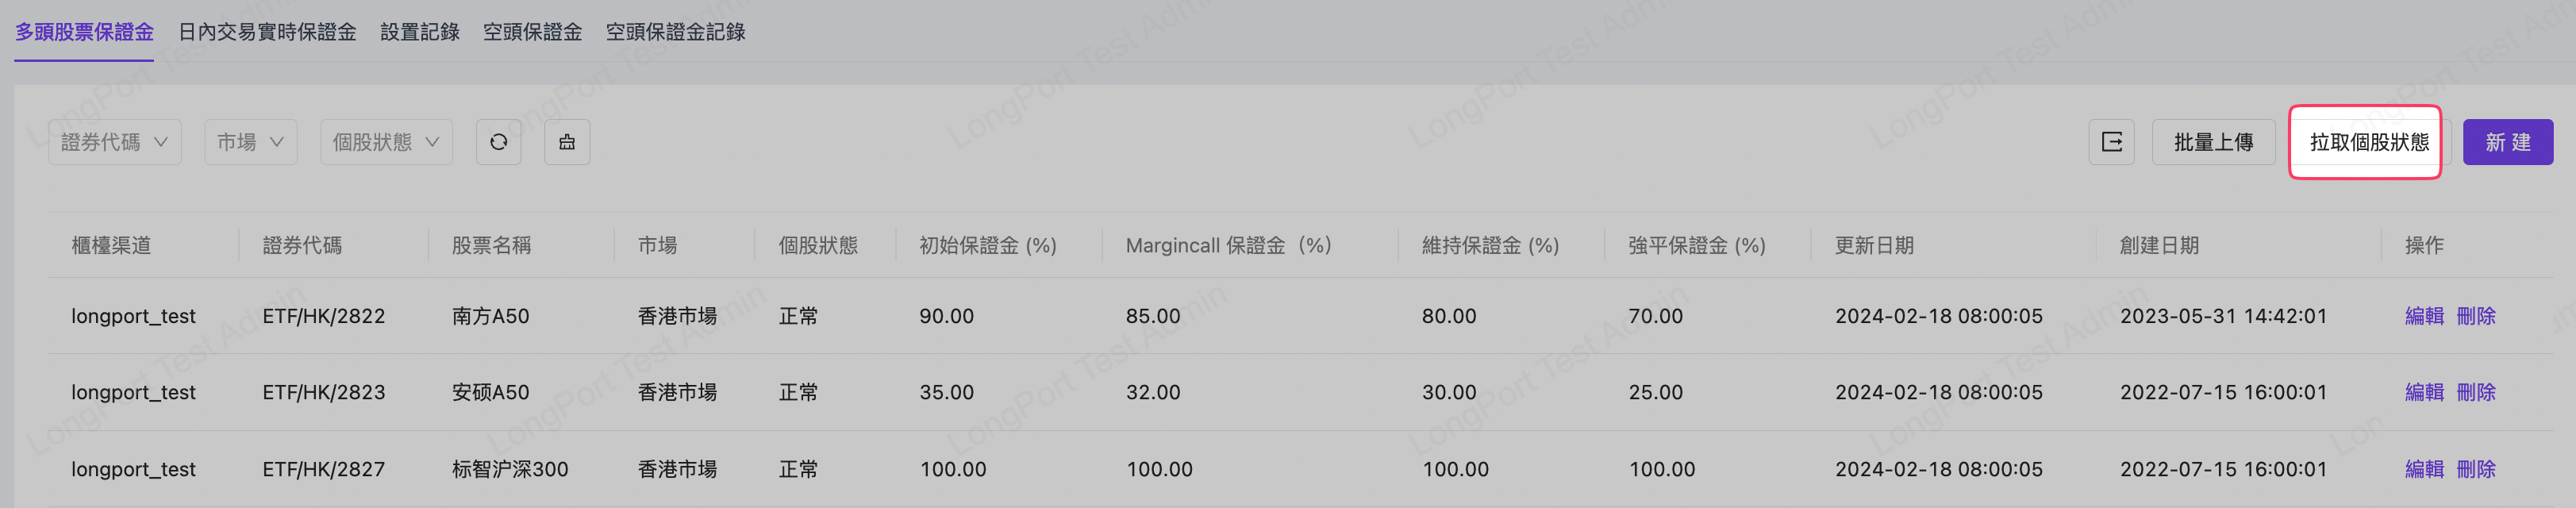 多頭股票保證金 日內交易實時保證金 設置記錄 空頭保證金 空頭保證金記錄
證券代碼 市場 個股狀態 批量上傳 拉取個股狀態 新 建
櫃檯渠道 證券代碼 股票名稱 市場 個股狀態 初始保證金 (%) Margincall 保證金（%） 維持保證金 (%) 強平保證金 (%) 更新日期 創建日期 操作
longport_test ETF/HK/2822 南方A50 香港市場 正常 90.00 85.00 80.00 70.00 2024-02-18 08:00:05 2023-05-31 14:42:01 編輯 刪除
longport_test ETF/HK/2823 安硕A50 香港市場 正常 35.00 32.00 30.00 25.00 2024-02-18 08:00:05 2022-07-15 16:00:01 編輯 刪除
longport_test ETF/HK/2827 标智沪深300 香港市場 正常 100.00 100.00 100.00 100.00 2024-02-18 08:00:05 2022-07-15 16:00:01 編輯 刪除
LongPort Test Admin